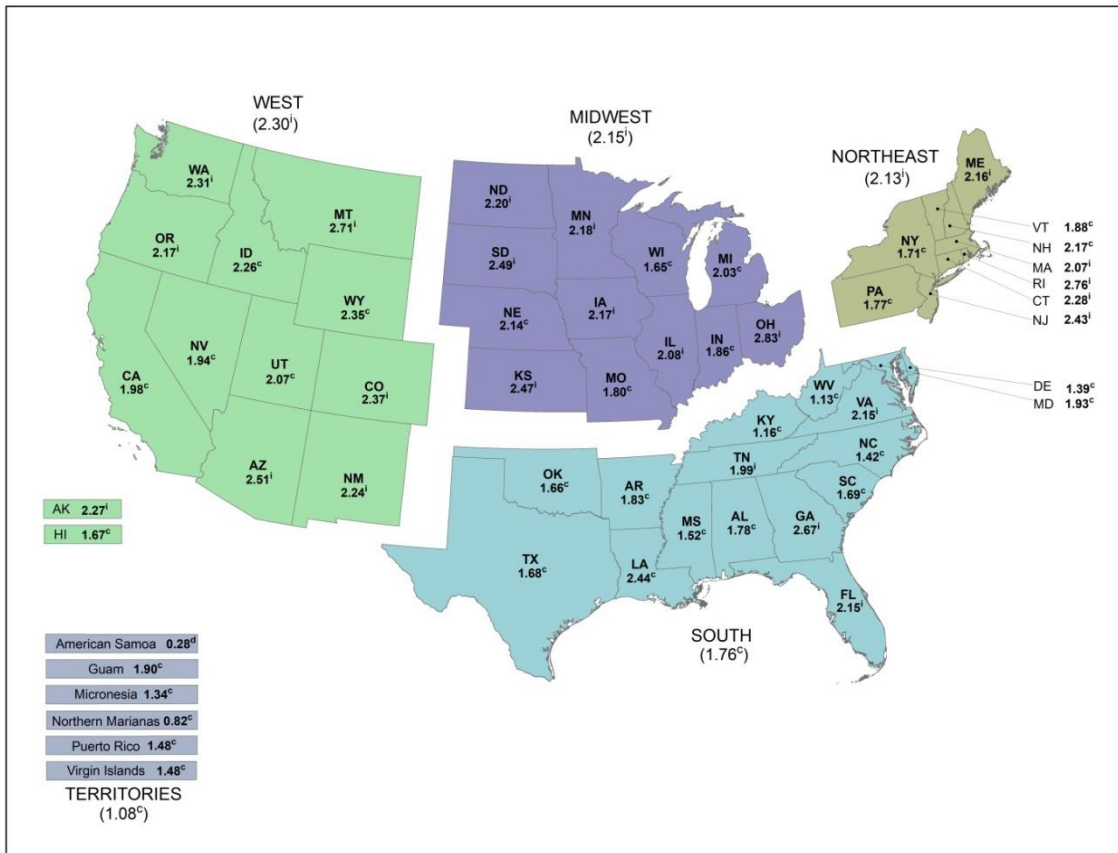 WEST
(2.30ⁱ)
WA
2.31ⁱ
MT
2.71ⁱ
OR
2.17ⁱ
ID
2.26ᶜ
WY
2.35ᶜ
NV
1.94ᶜ
UT
2.07ᶜ
CA
1.98ᶜ
CO
2.37ⁱ
AZ
2.51ⁱ
NM
2.24ⁱ
AK 2.27ⁱ
HI 1.67ᶜ
MIDWEST
(2.15ⁱ)
ND
2.20ⁱ
MN
2.18ⁱ
SD
2.49ⁱ
WI
1.65ᶜ
MI
2.03ᶜ
NE
2.14ᶜ
IA
2.17ⁱ
IL
2.08ⁱ
IN
1.86ᶜ
OH
2.83ⁱ
KS
2.47ⁱ
MO
1.80ᶜ
NORTHEAST
(2.13ⁱ)
ME
2.16ⁱ
NY
1.71ᶜ
PA
1.77ᶜ
VT 1.88ᶜ
NH 2.17ᶜ
MA 2.07ⁱ
RI 2.76ⁱ
CT 2.28ⁱ
NJ 2.43ⁱ
DE 1.39ᶜ
MD 1.93ᶜ
WV
1.13ᶜ
VA
2.15ⁱ
KY
1.16ᶜ
NC
1.42ᶜ
TN
1.99ⁱ
OK
1.66ᶜ
AR
1.83ᶜ
SC
1.69ᶜ
MS
1.52ᶜ
AL
1.78ᶜ
GA
2.67ⁱ
TX
1.68ᶜ
LA
2.44ᶜ
FL
2.15ⁱ
SOUTH
(1.76ᶜ)
American Samoa 0.28ᵈ
Guam 1.90ᶜ
Micronesia 1.34ᶜ
Northern Marianas 0.82ᶜ
Puerto Rico 1.48ᶜ
Virgin Islands 1.48ᶜ
TERRITORIES
(1.08ᶜ)